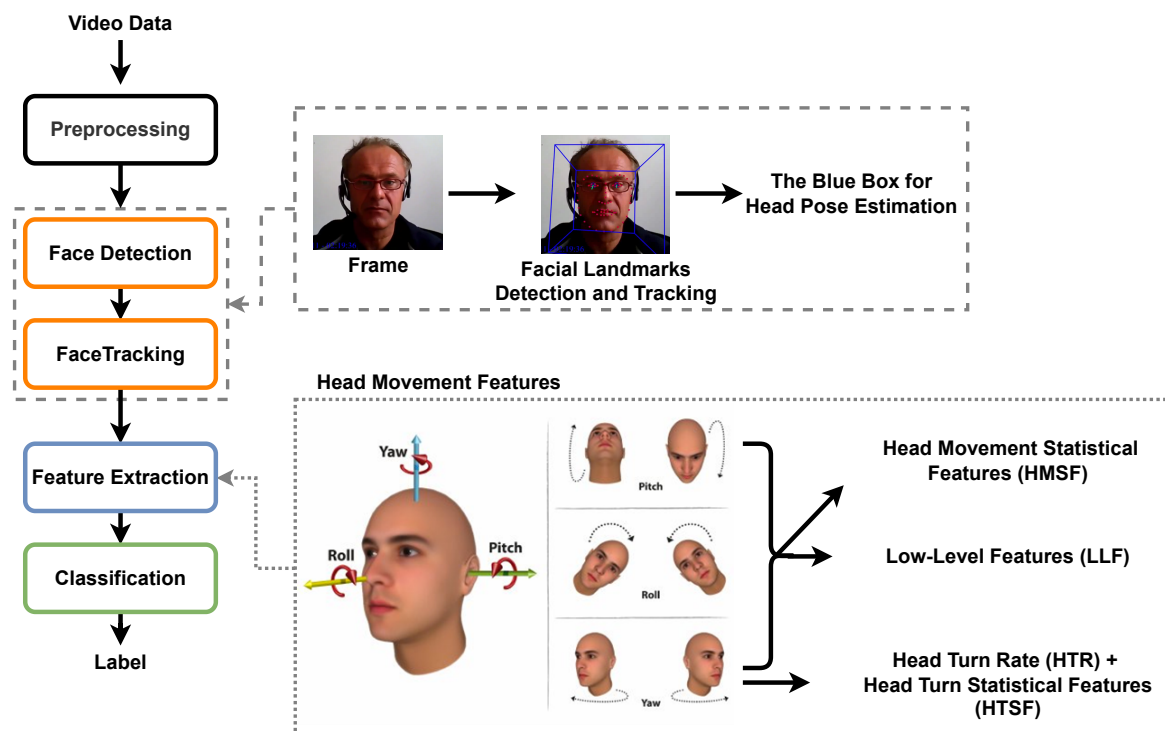 Video Data
Preprocessing
Face Detection
FaceTracking
Feature Extraction
Classification
Label
Frame
Facial Landmarks
Detection and Tracking
The Blue Box for
Head Pose Estimation
Head Movement Features
Yaw
Roll
Pitch
Pitch
Roll
Yaw
Head Movement Statistical
Features (HMSF)
Low-Level Features (LLF)
Head Turn Rate (HTR) +
Head Turn Statistical Features
(HTSF)